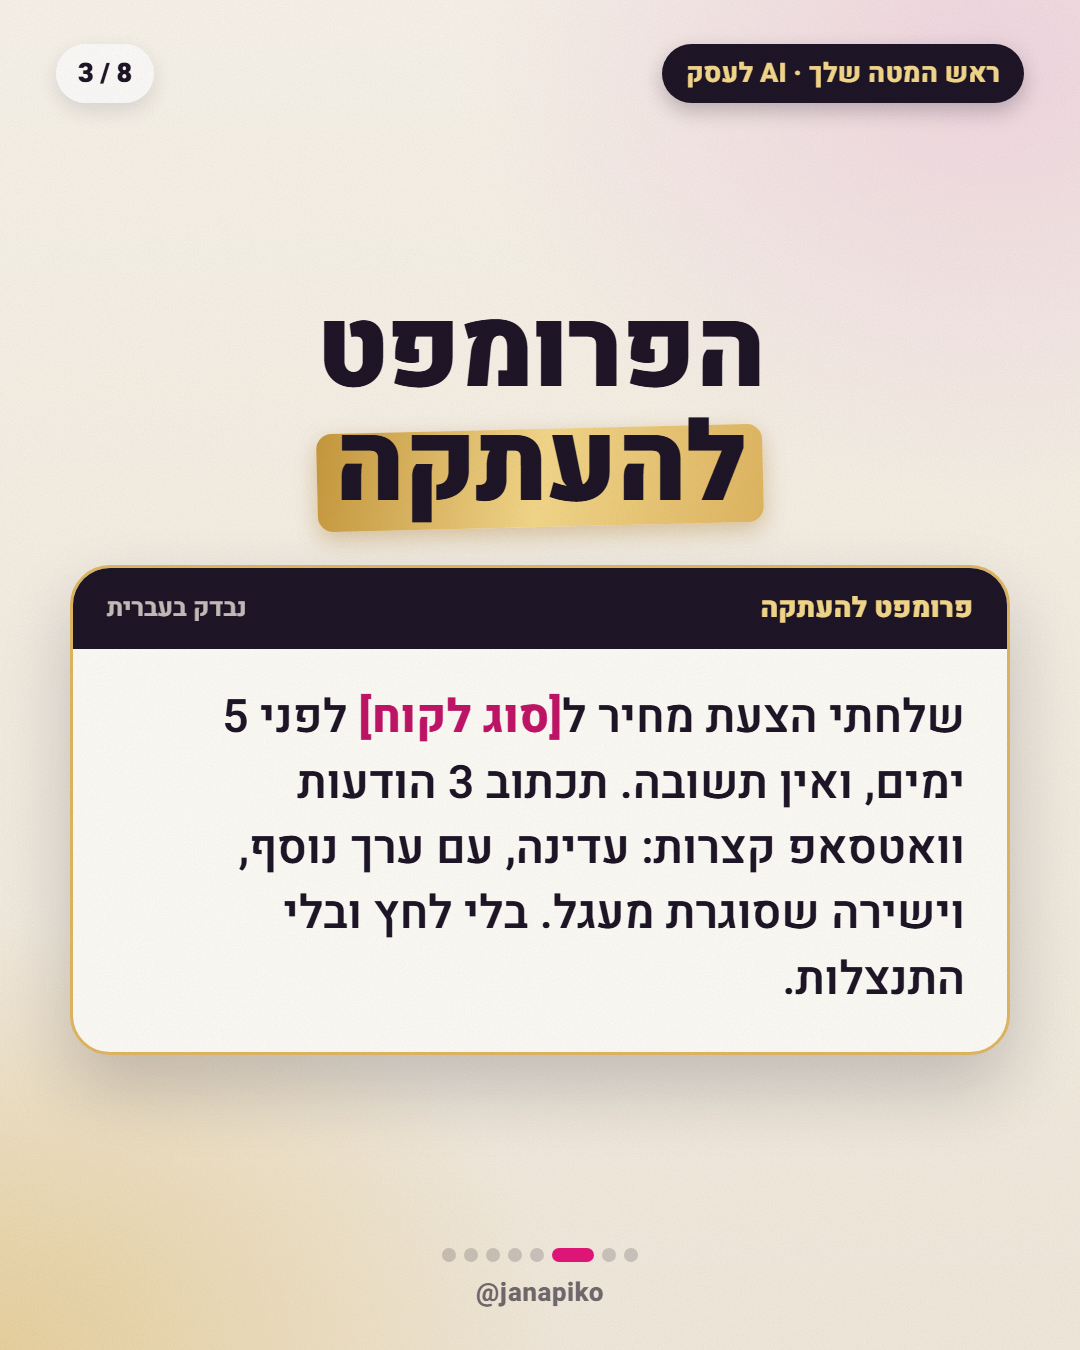 ראש המטה שלך · AI לעסק
3 / 8
הפרומפט
להעתקה
פרומפט להעתקה
נבדק בעברית
שלחתי הצעת מחיר ל[סוג לקוח] לפני 5
ימים, ואין תשובה. תכתוב 3 הודעות
וואטסאפ קצרות: עדינה, עם ערך נוסף,
וישירה שסוגרת מעגל. בלי לחץ ובלי
התנצלות.
@janapiko